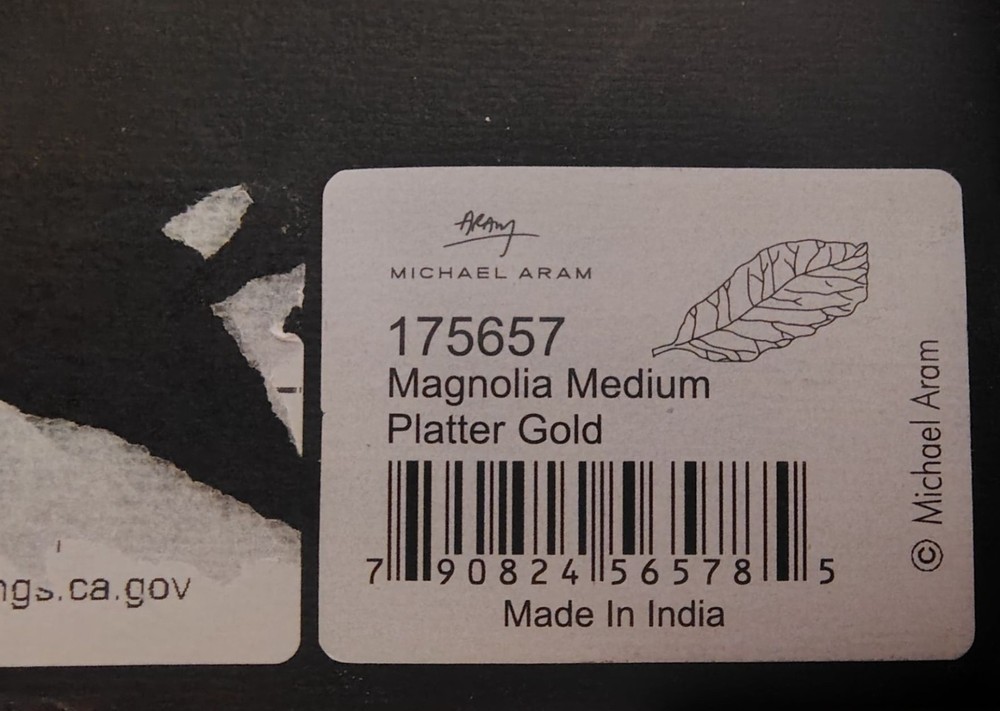 ARAM
MICHAEL ARAM
175657
Magnolia Medium
Platter Gold
7 90824 56578 5
Made In India
© Michael Aram
ngs.ca.gov